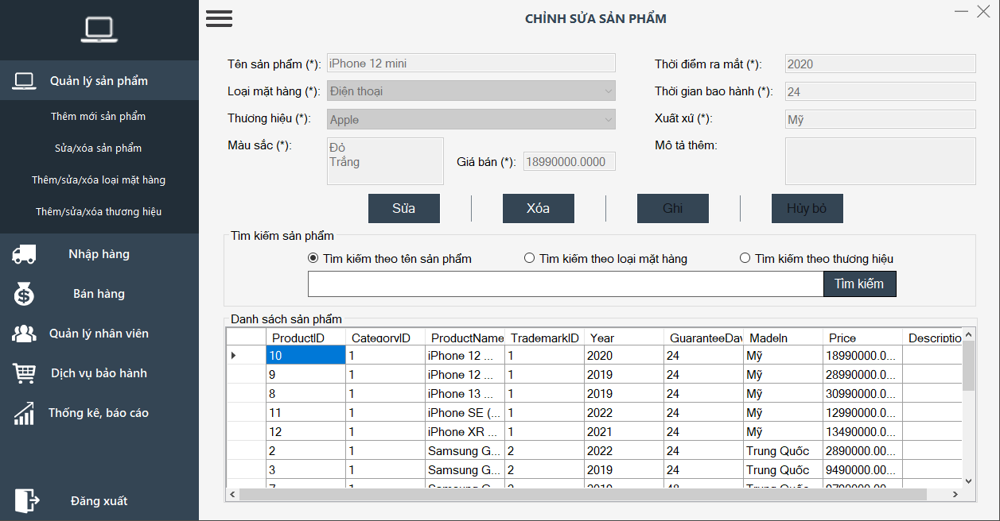 CHỈNH SỬA SẢN PHẨM
Quản lý sản phẩm
Thêm mới sản phẩm
Sửa/xóa sản phẩm
Thêm/sửa/xóa loại mặt hàng
Thêm/sửa/xóa thương hiệu
Nhập hàng
Bán hàng
Quản lý nhân viên
Dịch vụ bảo hành
Thống kê, báo cáo
Đăng xuất
Tên sản phẩm (*): iPhone 12 mini Thời điểm ra mắt (*): 2020
Loại mặt hàng (*): Điện thoại Thời gian bao hành (*): 24
Thương hiệu (*): Apple Xuất xứ (*): Mỹ
Màu sắc (*): Đỏ Mô tả thêm:
Trắng Giá bán (*): 18990000.0000
Sửa Xóa Ghi Hủy bỏ
Tìm kiếm sản phẩm
Tìm kiếm theo tên sản phẩm Tìm kiếm theo loại mặt hàng Tìm kiếm theo thương hiệu
Tìm kiếm
Danh sách sản phẩm
ProductID CategoryID ProductName TrademarkID Year GuaranteeDay MadeIn Price Descriptio
10 1 iPhone 12 ... 1 2020 24 Mỹ 18990000.0...
9 1 iPhone 12 ... 1 2019 24 Mỹ 28990000.0...
8 1 iPhone 13 ... 1 2019 24 Mỹ 30990000.0...
11 1 iPhone SE (... 1 2022 24 Mỹ 12990000.0...
12 1 iPhone XR ... 1 2021 24 Mỹ 13490000.0...
2 1 Samsung G... 2 2022 24 Trung Quốc 2890000.00...
3 1 Samsung G... 2 2019 24 Trung Quốc 9490000.00...
7 1 Samsung G... 2 2019 48 Trung Quốc 9790000.00...